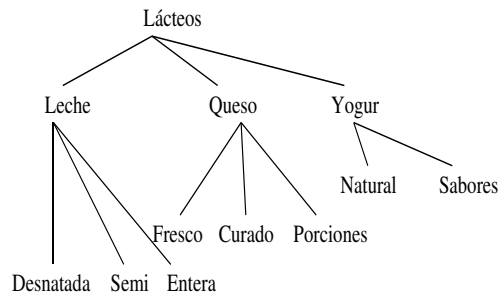 Lácteos
Leche Queso Yogur
Natural Sabores
Fresco Curado Porciones
Desnatada Semi Entera